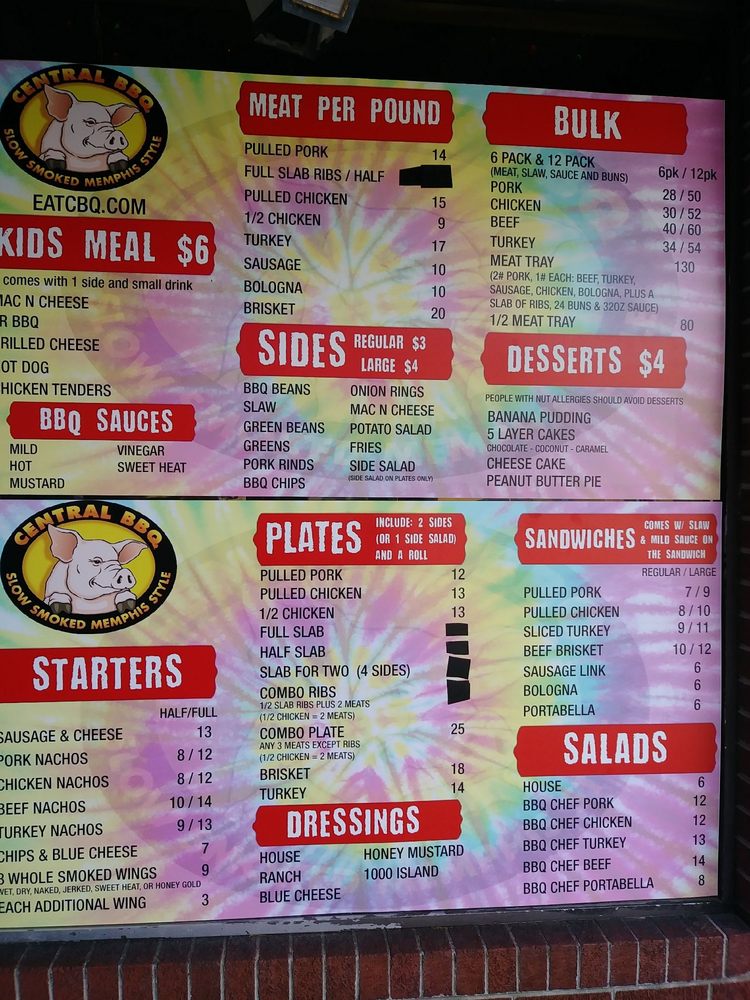 CENTRAL BBQ
SLOW SMOKED MEMPHIS STYLE
EATCBQ.COM
KIDS MEAL $6
comes with 1 side and small drink
MAC N CHEESE
R BBQ
RILLED CHEESE
OT DOG
HICKEN TENDERS
BBQ SAUCES
MILD VINEGAR
HOT SWEET HEAT
MUSTARD
MEAT PER POUND
PULLED PORK 14
FULL SLAB RIBS / HALF
PULLED CHICKEN 15
1/2 CHICKEN 9
TURKEY 17
SAUSAGE 10
BOLOGNA 10
BRISKET 20
SIDES REGULAR $3
LARGE $4
BBQ BEANS ONION RINGS
SLAW MAC N CHEESE
GREEN BEANS POTATO SALAD
GREENS FRIES
PORK RINDS SIDE SALAD
BBQ CHIPS (SIDE SALAD ON PLATES ONLY)
BULK
6 PACK & 12 PACK
(MEAT, SLAW, SAUCE AND BUNS) 6pk / 12pk
PORK 28 / 50
CHICKEN 30 / 52
BEEF 40 / 60
TURKEY 34 / 54
MEAT TRAY 130
(2# PORK, 1# EACH: BEEF, TURKEY,
SAUSAGE, CHICKEN, BOLOGNA, PLUS A
SLAB OF RIBS, 24 BUNS & 32OZ SAUCE)
1/2 MEAT TRAY 80
DESSERTS $4
PEOPLE WITH NUT ALLERGIES SHOULD AVOID DESSERTS
BANANA PUDDING
5 LAYER CAKES
CHOCOLATE - COCONUT - CARAMEL
CHEESE CAKE
PEANUT BUTTER PIE
CENTRAL BBQ
SLOW SMOKED MEMPHIS STYLE
STARTERS
HALF/FULL
SAUSAGE & CHEESE 13
PORK NACHOS 8 / 12
CHICKEN NACHOS 8 / 12
BEEF NACHOS 10 / 14
TURKEY NACHOS 9 / 13
CHIPS & BLUE CHEESE 7
3 WHOLE SMOKED WINGS 9
WET, DRY, NAKED, JERKED, SWEET HEAT, OR HONEY GOLD
EACH ADDITIONAL WING 3
PLATES INCLUDE: 2 SIDES
(OR 1 SIDE SALAD)
AND A ROLL
PULLED PORK 12
PULLED CHICKEN 13
1/2 CHICKEN 13
FULL SLAB
HALF SLAB
SLAB FOR TWO (4 SIDES)
COMBO RIBS
1/2 SLAB RIBS PLUS 2 MEATS
(1/2 CHICKEN = 2 MEATS)
COMBO PLATE 25
ANY 3 MEATS EXCEPT RIBS
(1/2 CHICKEN = 2 MEATS)
BRISKET 18
TURKEY 14
DRESSINGS
HOUSE HONEY MUSTARD
RANCH 1000 ISLAND
BLUE CHEESE
SANDWICHES COMES W/ SLAW
& MILD SAUCE ON
THE SANDWICH
REGULAR / LARGE
PULLED PORK 7 / 9
PULLED CHICKEN 8 / 10
SLICED TURKEY 9 / 11
BEEF BRISKET 10 / 12
SAUSAGE LINK 6
BOLOGNA 6
PORTABELLA 6
SALADS
HOUSE 6
BBQ CHEF PORK 12
BBQ CHEF CHICKEN 12
BBQ CHEF TURKEY 13
BBQ CHEF BEEF 14
BBQ CHEF PORTABELLA 8